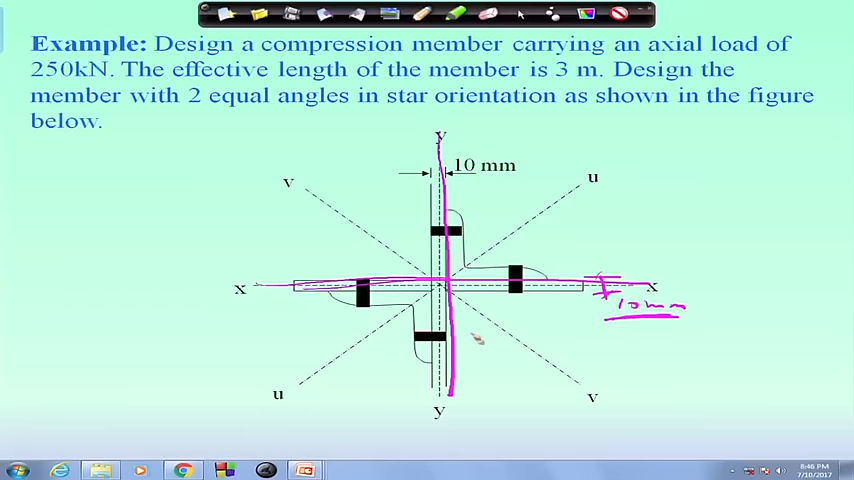 Example: Design a compression member carrying an axial load of
250kN. The effective length of the member is 3 m. Design the
member with 2 equal angles in star orientation as shown in the figure
below.
y
10 mm
v
u
x
x
10mm
u
v
y
8:46 PM
7/10/2017